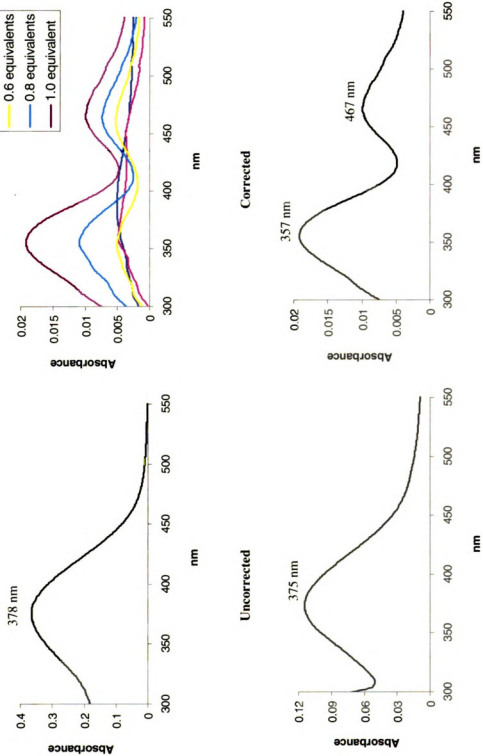 378 nm
Absorbance
0.4
0.3
0.2
0.1
0
300
350
400
450
500
550
nm
0.6 equivalents
0.8 equivalents
1.0 equivalent
Absorbance
0.02
0.015
0.01
0.005
0
300
350
400
450
500
550
nm
Uncorrected
375 nm
Absorbance
0.12
0.09
0.06
0.03
0
300
350
400
450
500
550
nm
Corrected
357 nm
467 nm
Absorbance
0.02
0.015
0.01
0.005
0
300
350
400
450
500
550
nm